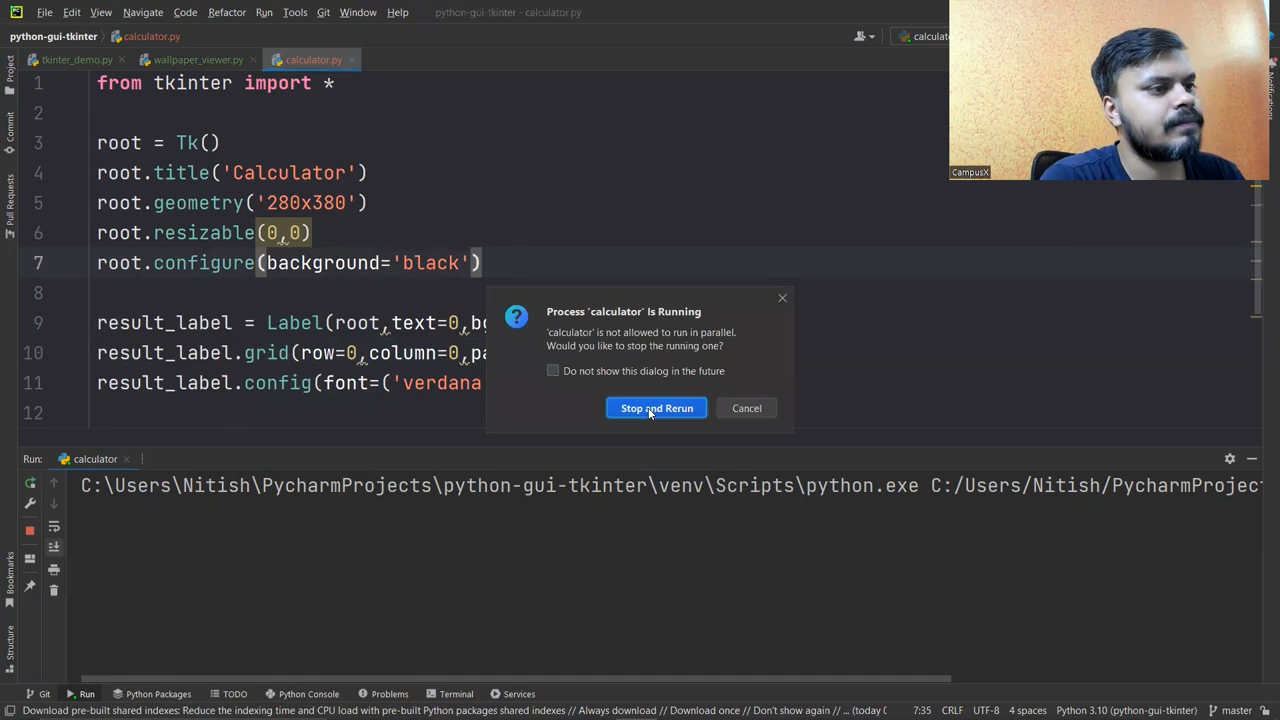 File Edit View Navigate Code Refactor Run Tools Git Window Help python-gui-tkinter - calculator.py
python-gui-tkinter calculator.py
tkinter_demo.py wallpaper_viewer.py calculator.py
1 from tkinter import *
2
3 root = Tk()
4 root.title('Calculator')
5 root.geometry('280x380')
6 root.resizable(0,0)
7 root.configure(background='black')
8
9 result_label = Label(root,text=0,
10 result_label.grid(row=0,column=0,
11 result_label.config(font=('verdana
12
CampusX
Notifications
Project
Commit
Pull Requests
Bookmarks
Structure
Process 'calculator' Is Running
'calculator' is not allowed to run in parallel.
Would you like to stop the running one?
Do not show this dialog in the future
Stop and Rerun Cancel
Run: calculator
C:\Users\Nitish\PycharmProjects\python-gui-tkinter\venv\Scripts\python.exe C:/Users/Nitish/PycharmProjec
Git Run Python Packages TODO Python Console Problems Terminal Services
Download pre-built shared indexes: Reduce the indexing time and CPU load with pre-built Python packages shared indexes // Always download // Download once // Don't show again // ... (today 7:35 CRLF UTF-8 4 spaces Python 3.10 (python-gui-tkinter) master